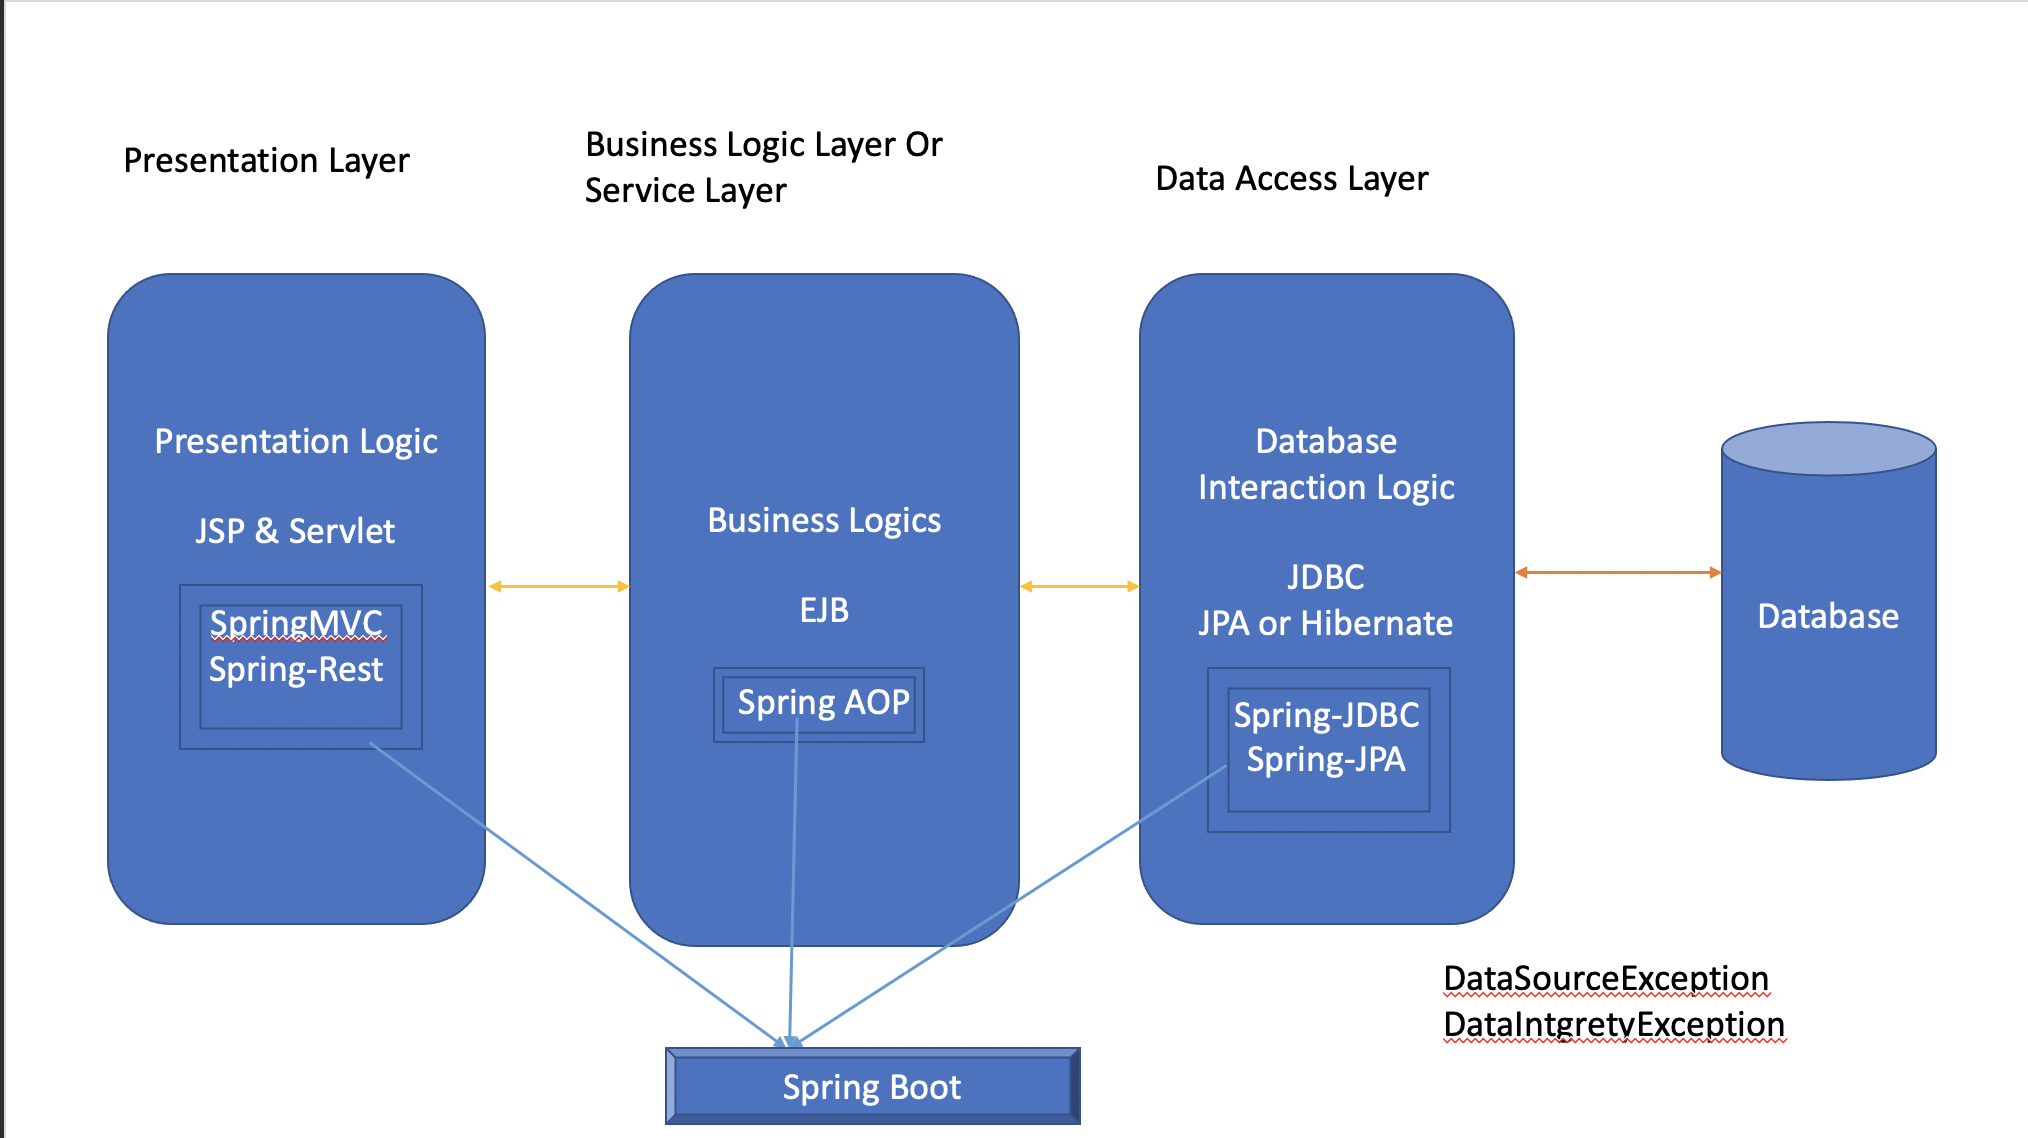 Presentation Layer
Business Logic Layer Or
Service Layer
Data Access Layer
Presentation Logic
JSP & Servlet
SpringMVC
Spring-Rest
Business Logics
EJB
Spring AOP
Database
Interaction Logic
JDBC
JPA or Hibernate
Spring-JDBC
Spring-JPA
Database
DataSourceException
DataIntgretyException
Spring Boot